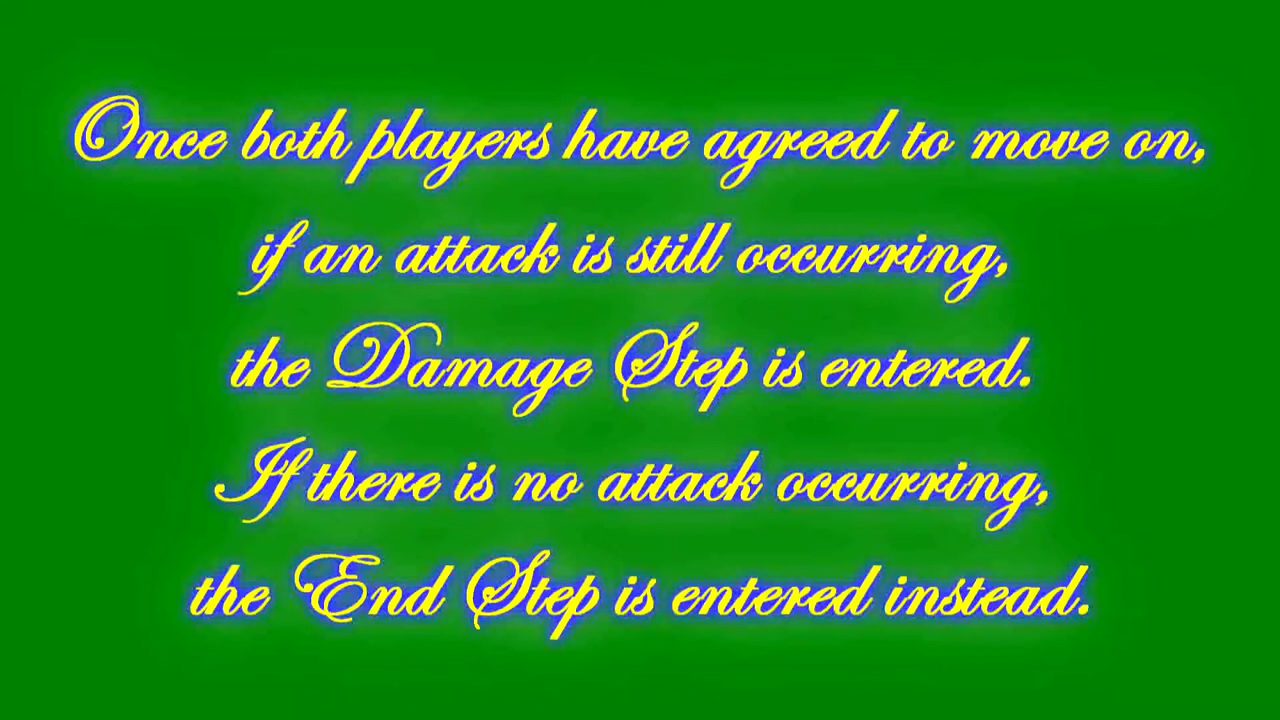 Once both players have agreed to move on,
if an attack is still occurring,
the Damage Step is entered.
If there is no attack occurring,
the End Step is entered instead.